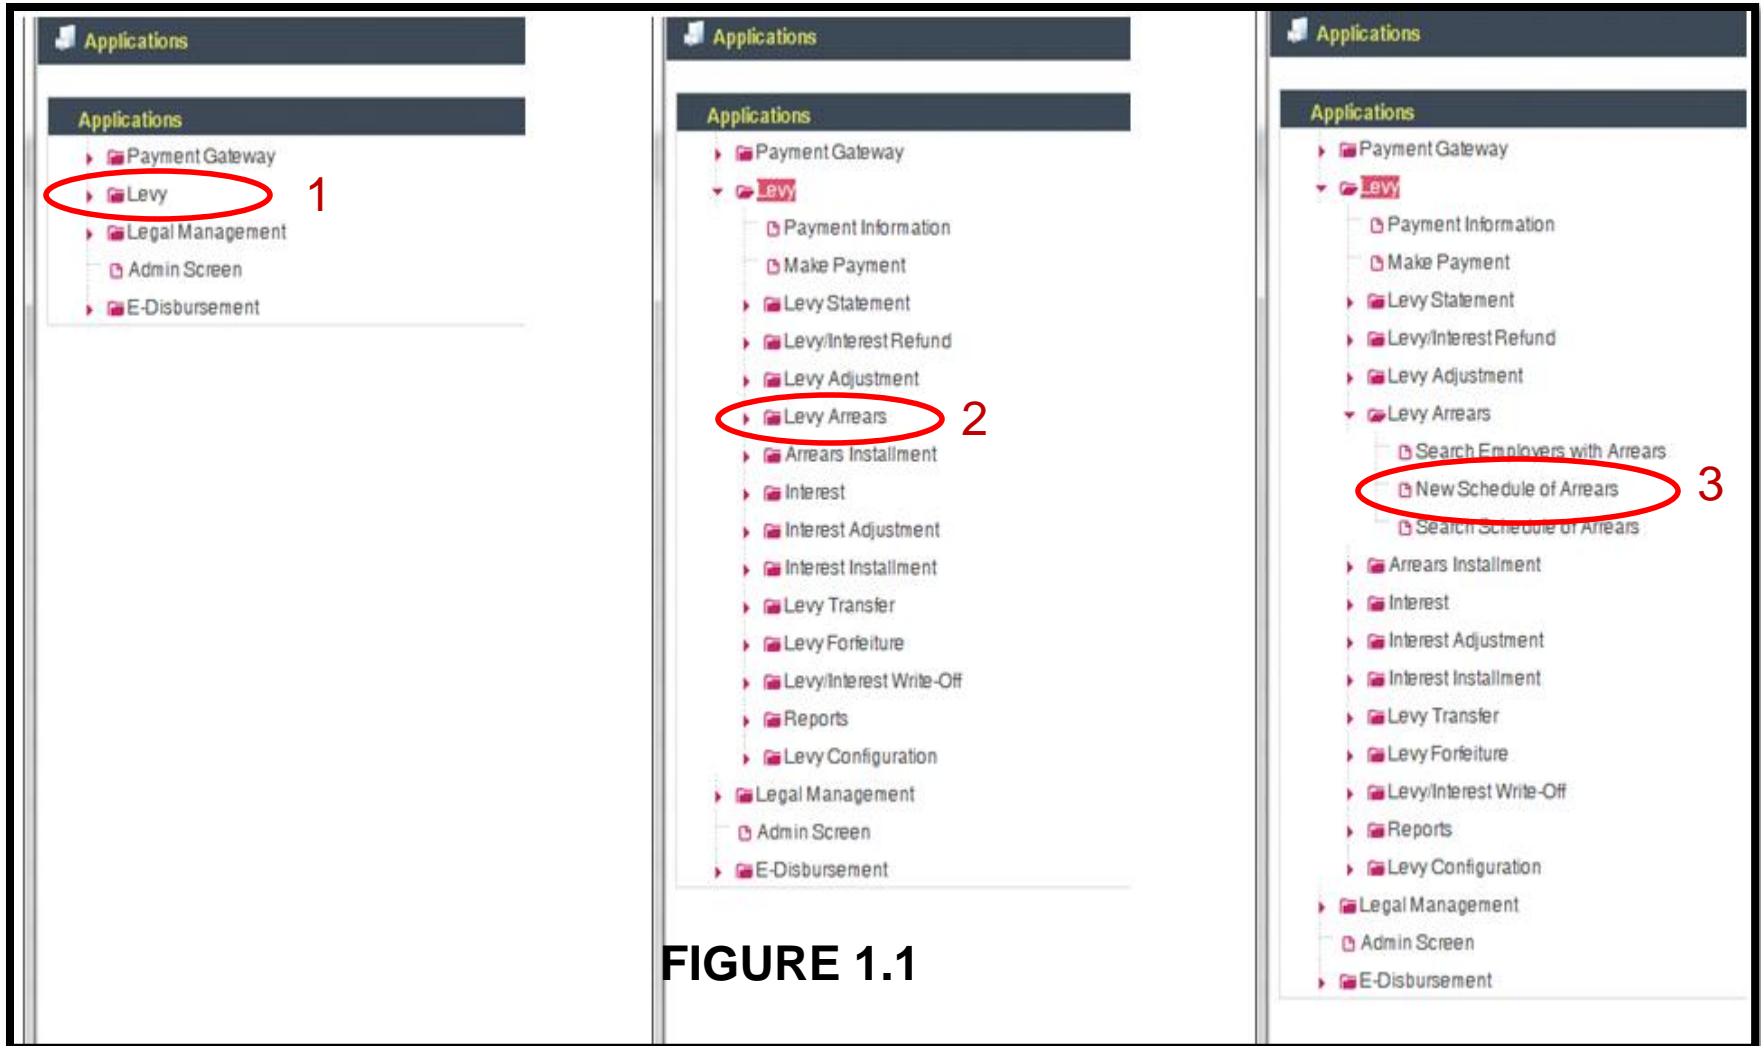 Applications
Applications
Payment Gateway
Levy
1
Legal Management
Admin Screen
E-Disbursement
Applications
Applications
Payment Gateway
Levy
Payment Information
Make Payment
Levy Statement
Levy/Interest Refund
Levy Adjustment
Levy Arrears
2
Arrears Installment
Interest
Interest Adjustment
Interest Installment
Levy Transfer
Levy Forfeiture
Levy/Interest Write-Off
Reports
Levy Configuration
Legal Management
Admin Screen
E-Disbursement
Applications
Applications
Payment Gateway
Levy
Payment Information
Make Payment
Levy Statement
Levy/Interest Refund
Levy Adjustment
Levy Arrears
Search Employers with Arrears
New Schedule of Arrears
3
Search Schedule of Arrears
Arrears Installment
Interest
Interest Adjustment
Interest Installment
Levy Transfer
Levy Forfeiture
Levy/Interest Write-Off
Reports
Levy Configuration
Legal Management
Admin Screen
E-Disbursement
FIGURE 1.1